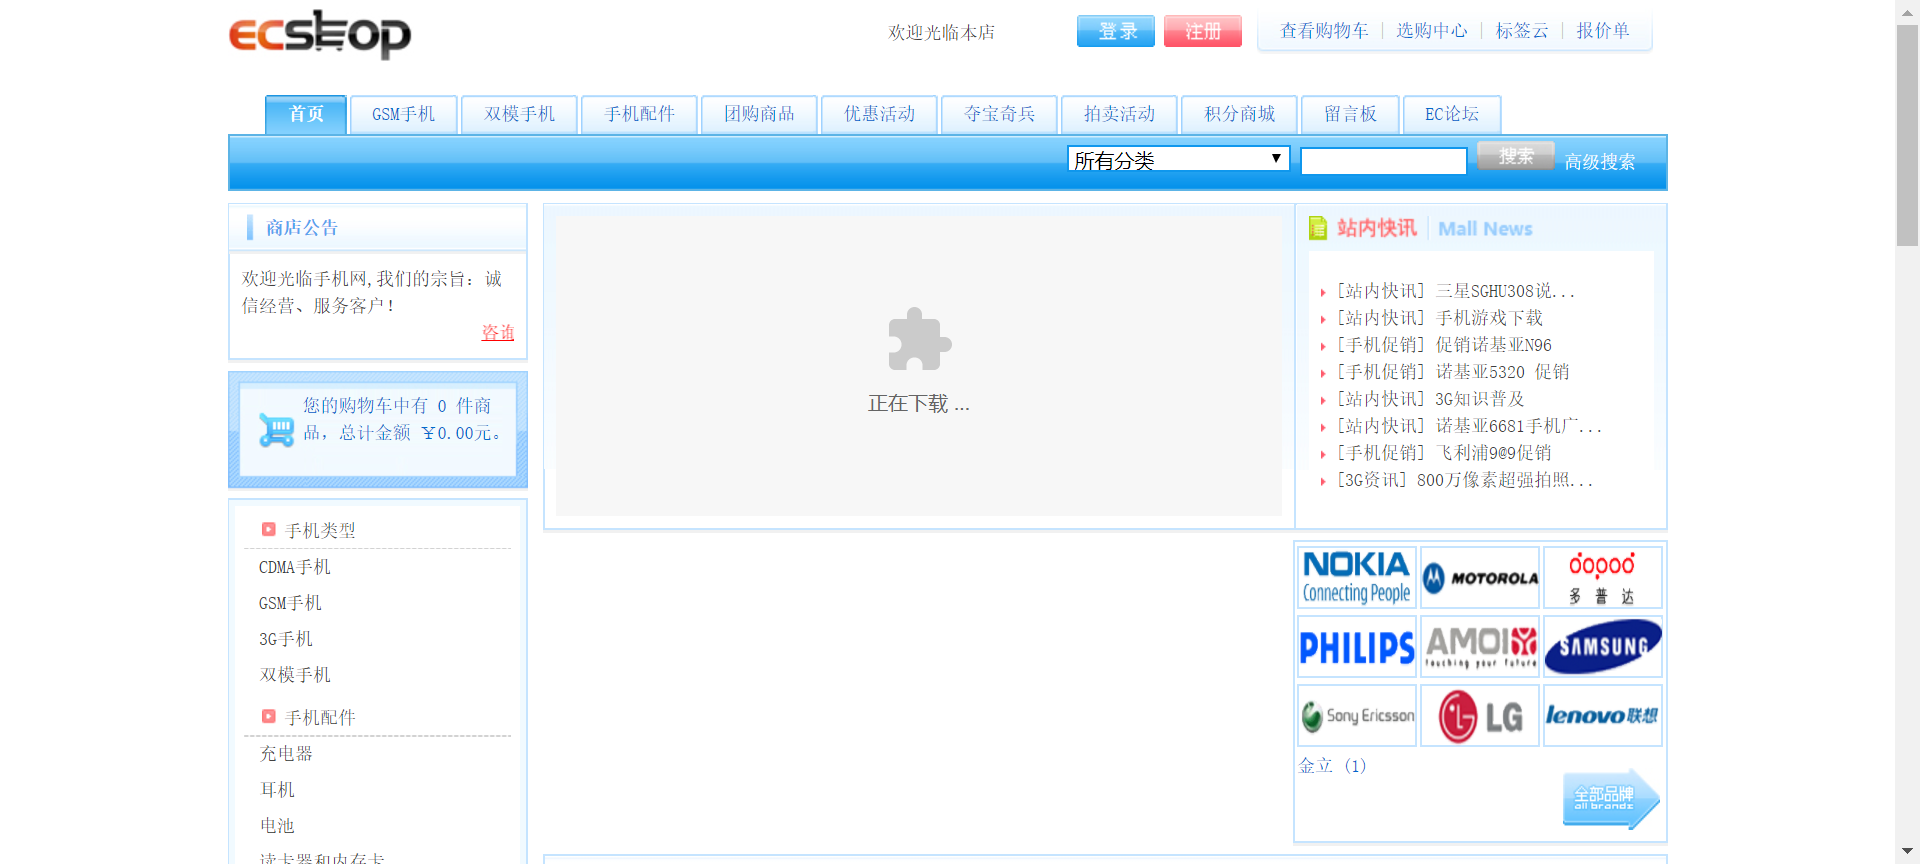 ecshop
欢迎光临本店
登录
注册
查看购物车 | 选购中心 | 标签云 | 报价单
首页 GSM手机 双模手机 手机配件 团购商品 优惠活动 夺宝奇兵 拍卖活动 积分商城 留言板 EC论坛
所有分类
搜索
高级搜索
商店公告
欢迎光临手机网,我们的宗旨：诚
信经营、服务客户！
咨询
您的购物车中有 0 件商
品，总计金额 ￥0.00元。
手机类型
CDMA手机
GSM手机
3G手机
双模手机
手机配件
充电器
耳机
电池
读卡器和内存卡
正在下载 ...
站内快讯 Mall News
[站内快讯] 三星SGHU308说...
[站内快讯] 手机游戏下载
[手机促销] 促销诺基亚N96
[手机促销] 诺基亚5320 促销
[站内快讯] 3G知识普及
[站内快讯] 诺基亚6681手机广...
[手机促销] 飞利浦9@9促销
[3G资讯] 800万像素超强拍照...
NOKIA
Connecting People
MOTOROLA
dopod
多普达
PHILIPS
AMOI
touching your future
SAMSUNG
Sony Ericsson
LG
lenovo联想
金立 (1)
全部品牌
all brands